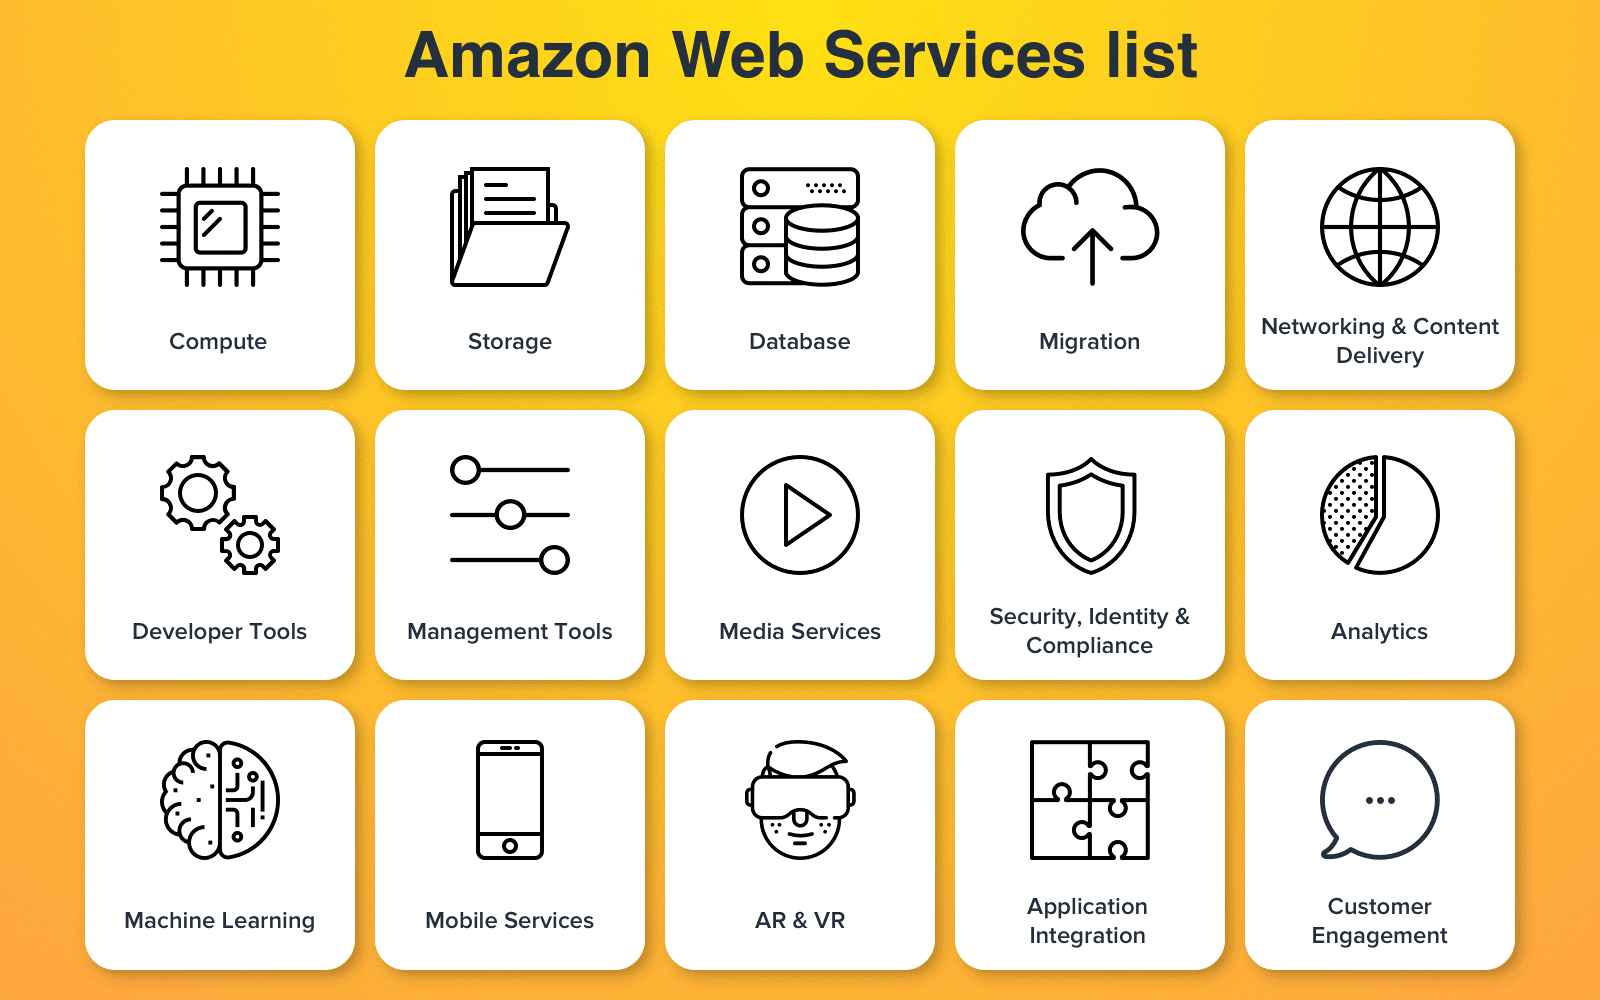 Amazon Web Services list
Compute
Storage
Database
Migration
Networking & Content
Delivery
Developer Tools
Management Tools
Media Services
Security, Identity &
Compliance
Analytics
Machine Learning
Mobile Services
AR & VR
Application
Integration
Customer
Engagement